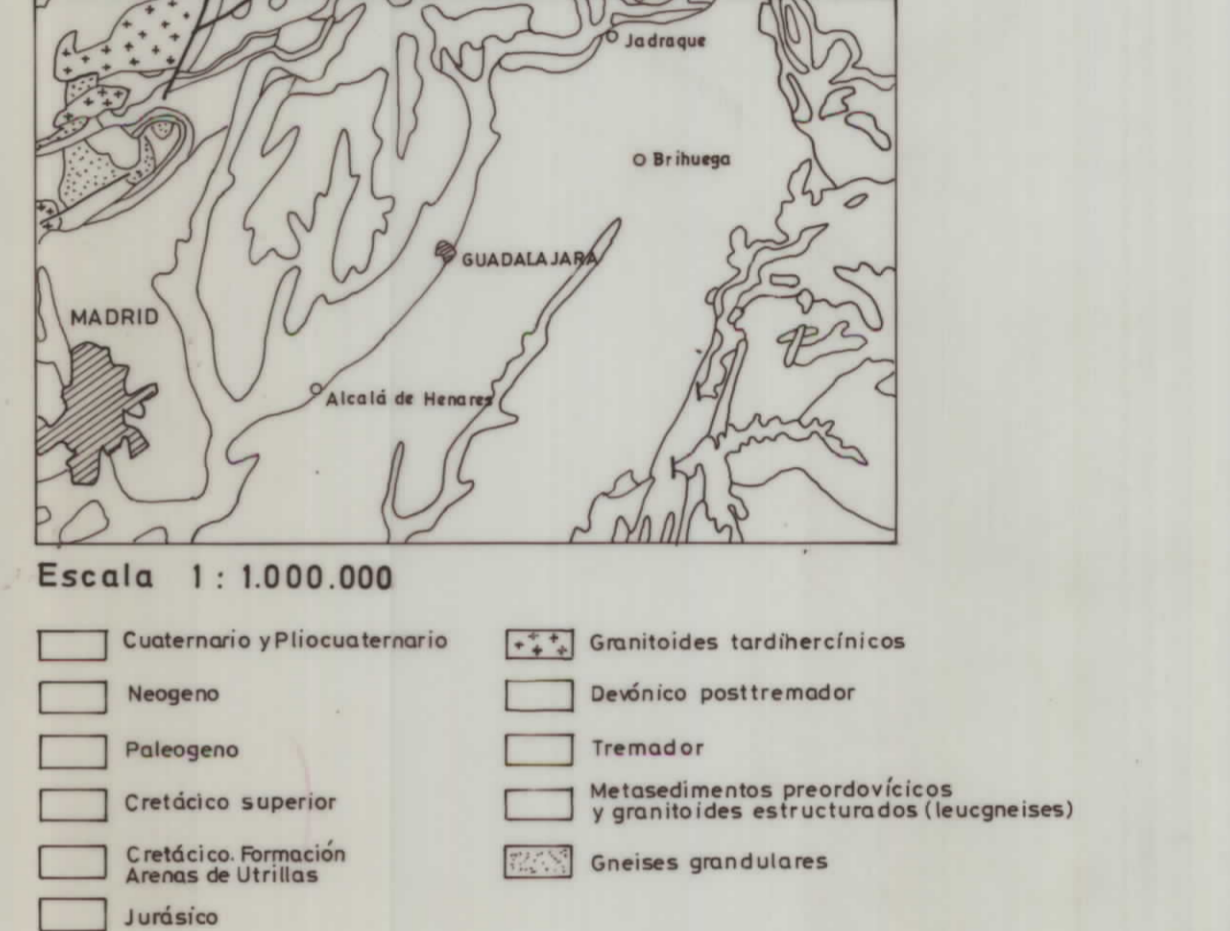 Jadraque
Brihuega
GUADALAJARA
MADRID
Alcalá de Henares
Escala 1 : 1.000.000
Cuaternario y Pliocuaternario
Neogeno
Paleogeno
Cretácico superior
Cretácico. Formación
Arenas de Utrillas
Jurásico
Granitoides tardihercínicos
Devónico posttremador
Tremador
Metasedimentos preordovícicos
y granitoides estructurados (leucgneises)
Gneises grandulares